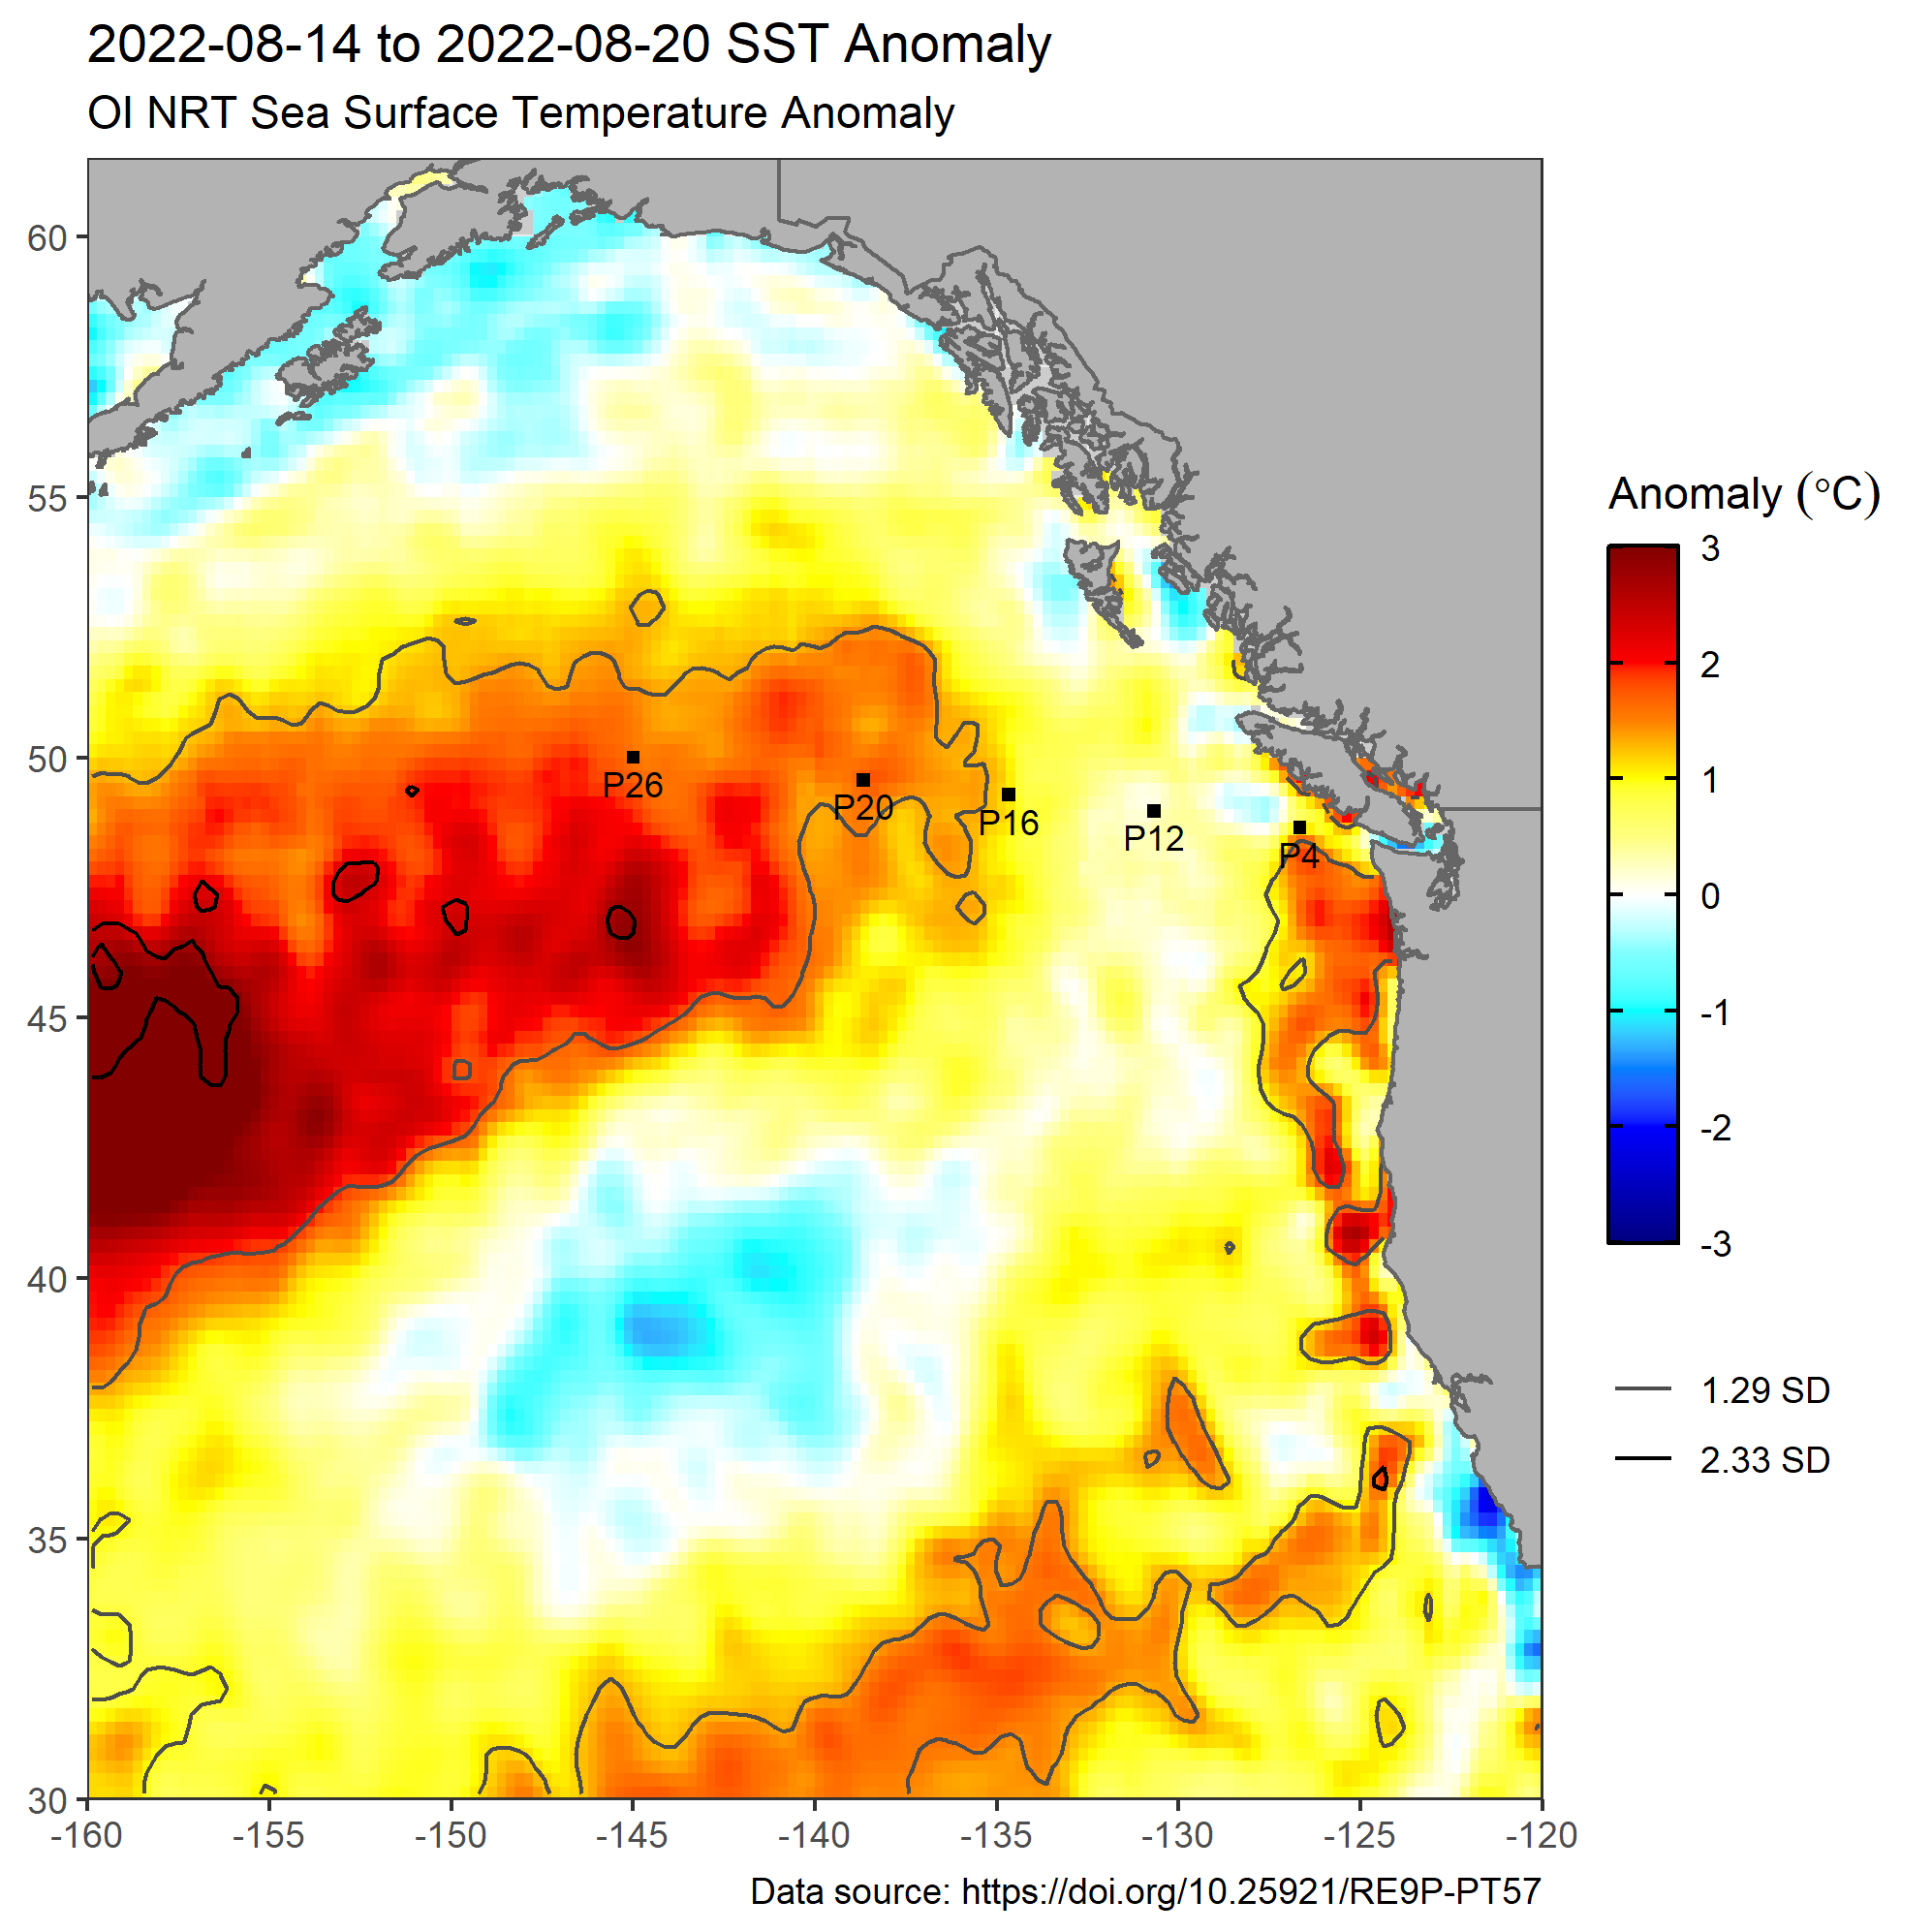 2022-08-14 to 2022-08-20 SST Anomaly
OI NRT Sea Surface Temperature Anomaly
60
55
50
45
40
35
30
-160
-155
-150
-145
-140
-135
-130
-125
-120
P26
P20
P16
P12
P4
Anomaly (°C)
3
2
1
0
-1
-2
-3
1.29 SD
2.33 SD
Data source: https://doi.org/10.25921/RE9P-PT57